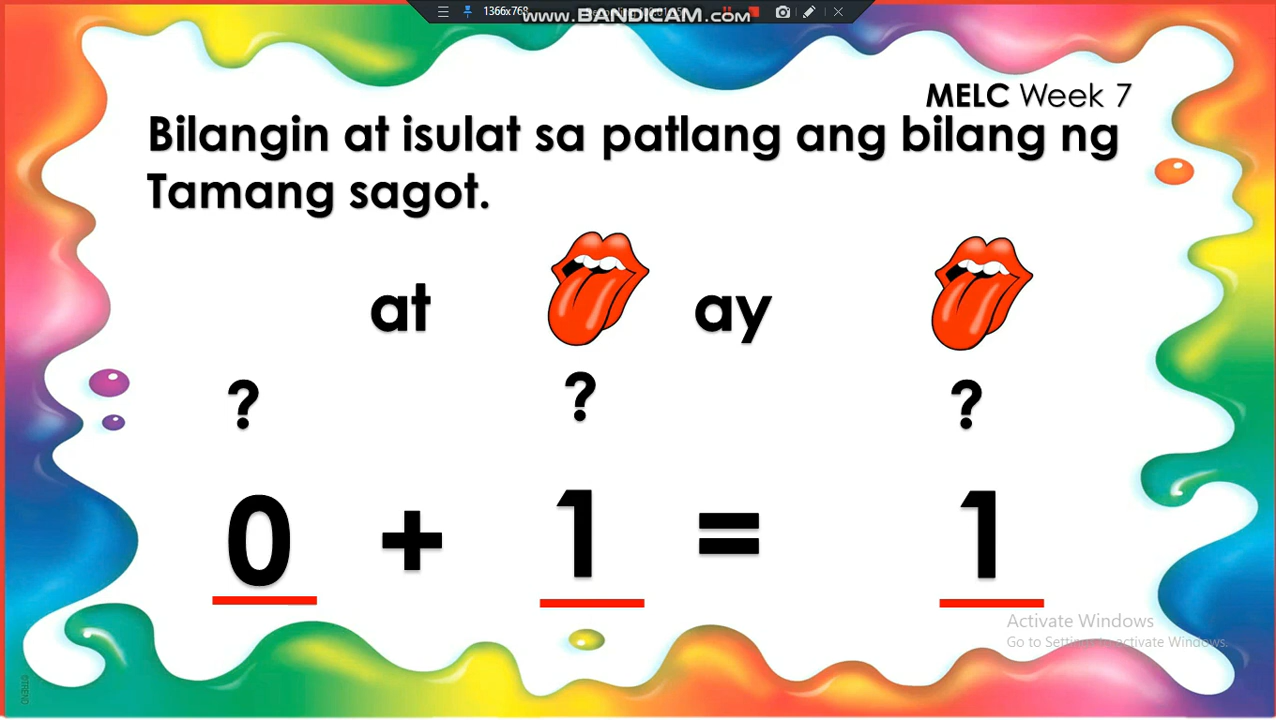 1366x768
www.BANDICAM.com
MELC Week 7
Bilangin at isulat sa patlang ang bilang ng
Tamang sagot.
at ay
? ? ?
0 + 1 = 1
Activate Windows
Go to Settings to activate Windows.